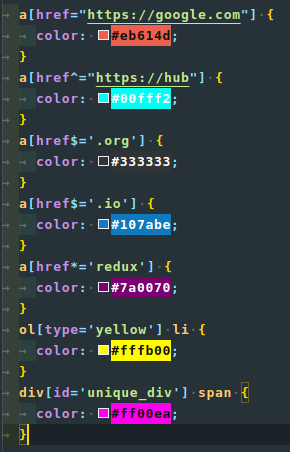 a[href="https://google.com"] {
color: #eb614d;
}
a[href^="https://hub"] {
color: #00fff2;
}
a[href$='.org'] {
color: #333333;
}
a[href$='.io'] {
color: #107abe;
}
a[href*='redux'] {
color: #7a0070;
}
ol[type='yellow'] li {
color: #fffb00;
}
div[id='unique_div'] span {
color: #ff00ea;
}